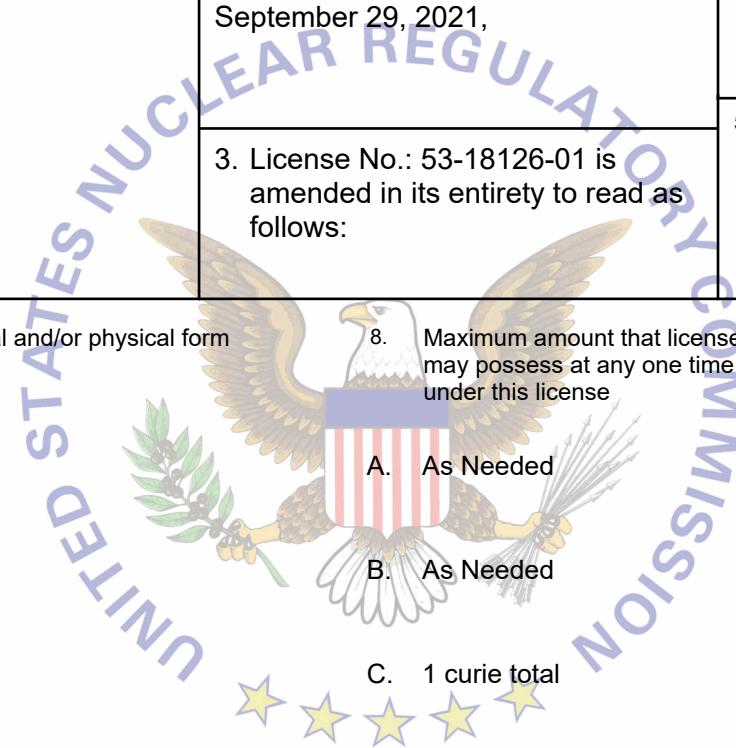 September 29, 2021,
3. License No.: 53-18126-01 is
amended in its entirety to read as
follows:
and/or physical form
8. Maximum amount that
may possess at any one time
under this license
A. As Needed
B. As Needed
C. 1 curie total
UNITED STATES NUCLEAR REGULATORY COMMISSION